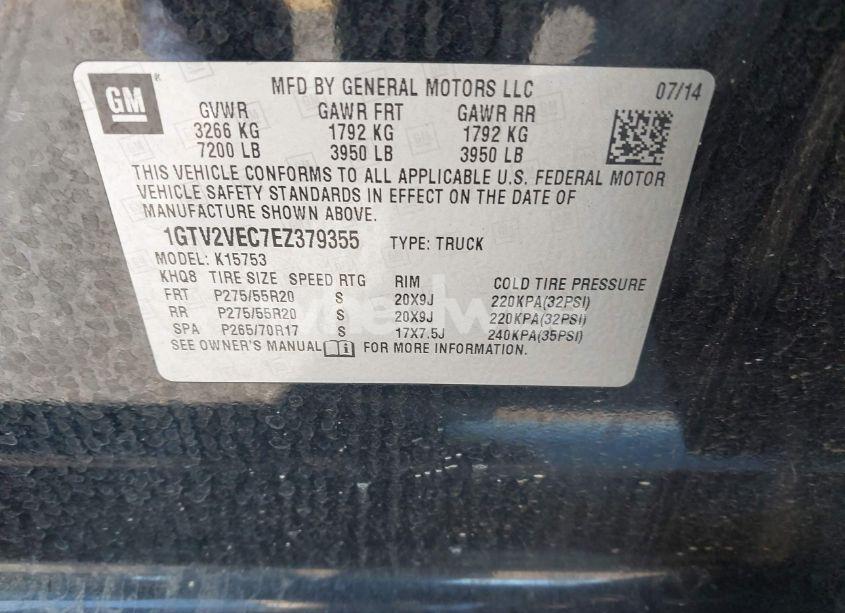 GM
MFD BY GENERAL MOTORS LLC 07/14
GVWR GAWR FRT GAWR RR
3266 KG 1792 KG 1792 KG
7200 LB 3950 LB 3950 LB
THIS VEHICLE CONFORMS TO ALL APPLICABLE U.S. FEDERAL MOTOR
VEHICLE SAFETY STANDARDS IN EFFECT ON THE DATE OF
MANUFACTURE SHOWN ABOVE.
1GTV2VEC7EZ379355 TYPE: TRUCK
MODEL: K15753
KHQ8 TIRE SIZE SPEED RTG RIM COLD TIRE PRESSURE
FRT P275/55R20 S 20X9J 220KPA(32PSI)
RR P275/55R20 S 20X9J 220KPA(32PSI)
SPA P265/70R17 S 17X7.5J 240KPA(35PSI)
SEE OWNER'S MANUAL FOR MORE INFORMATION.